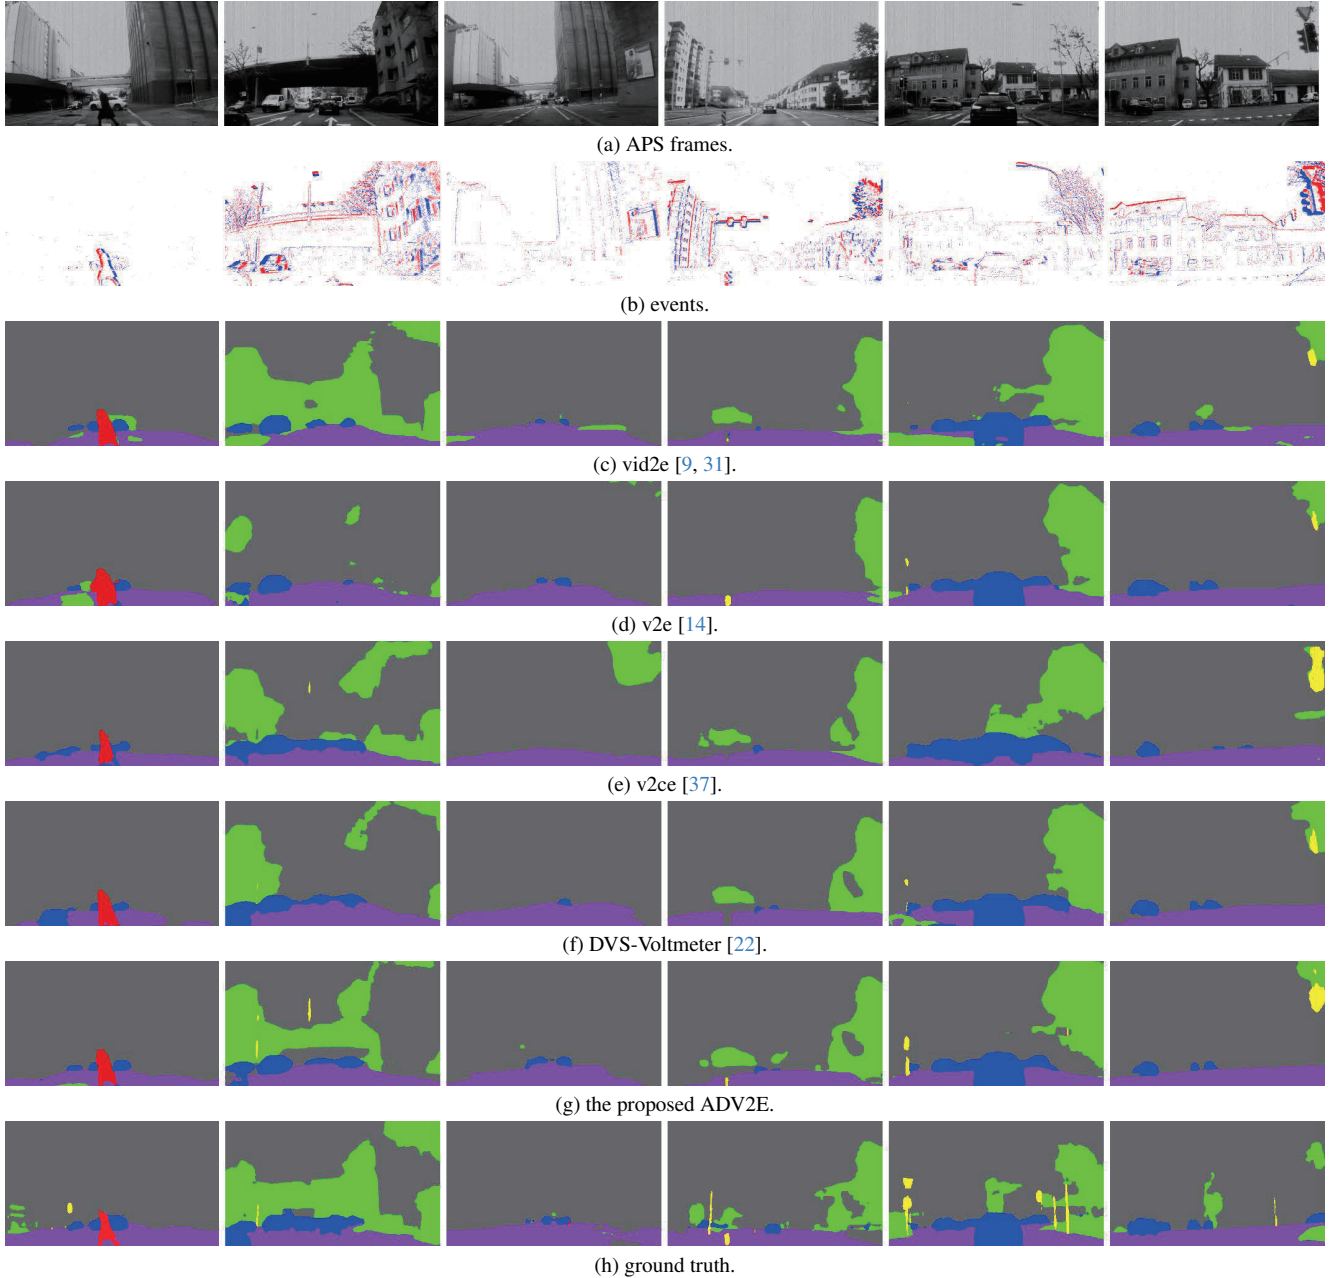 (a) APS frames.
(b) events.
(c) vid2e [9, 31].
(d) v2e [14].
(e) v2ce [37].
(f) DVS-Voltmeter [22].
(g) the proposed ADV2E.
(h) ground truth.